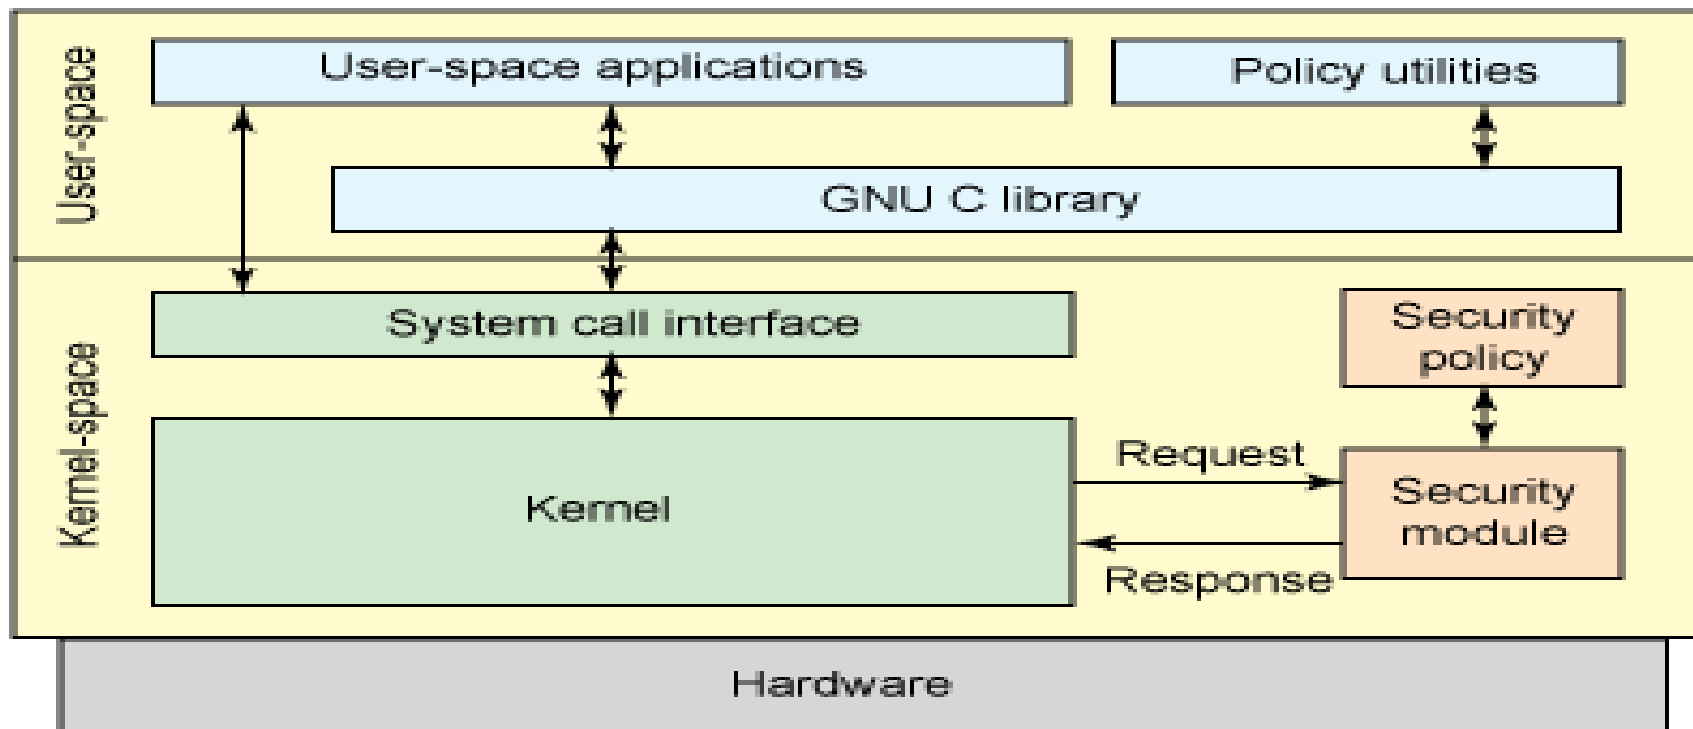 User-space
User-space applications
Policy utilities
GNU C library
Kernel-space
System call interface
Security
policy
Kernel
Request
Response
Security
module
Hardware